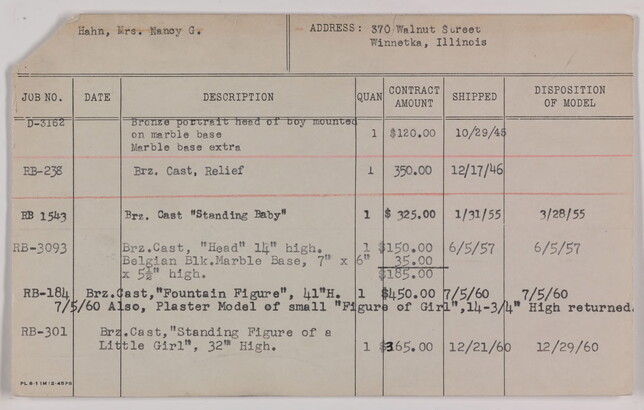 Hahn, Mrs. Nancy G.
ADDRESS: 370 Walnut Street
Winnetka, Illinois
JOB NO. DATE DESCRIPTION QUAN CONTRACT AMOUNT SHIPPED DISPOSITION OF MODEL
D-3162 Bronze portrait head of boy mounted
on marble base 1 $120.00 10/29/45
Marble base extra
RB-238 Brz. Cast, Relief 1 350.00 12/17/46
RB 1543 Brz. Cast "Standing Baby" 1 $ 325.00 1/31/55 3/28/55
RB-3093 Brz.Cast, "Head" 14" high. 1 $150.00 6/5/57 6/5/57
Belgian Blk.Marble Base, 7" x 6" 35.00
x 5½" high. $185.00
RB-184 Brz.Cast,"Fountain Figure", 41"H. 1 $450.00 7/5/60 7/5/60
7/5/60 Also, Plaster Model of small "Figure of Girl",14-3/4" High returned.
RB-301 Brz.Cast,"Standing Figure of a
Little Girl", 32" High. 1 $365.00 12/21/60 12/29/60